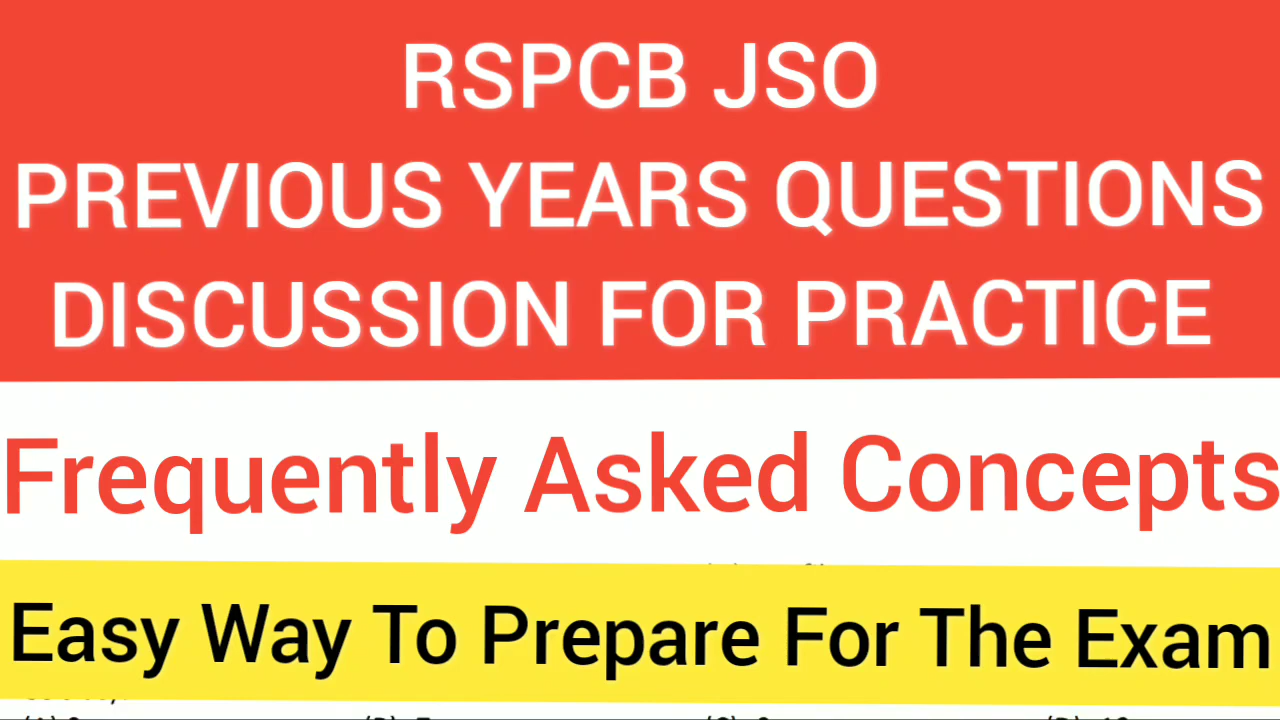 RSPCB JSO
PREVIOUS YEARS QUESTIONS
DISCUSSION FOR PRACTICE
Frequently Asked Concepts
Easy Way To Prepare For The Exam